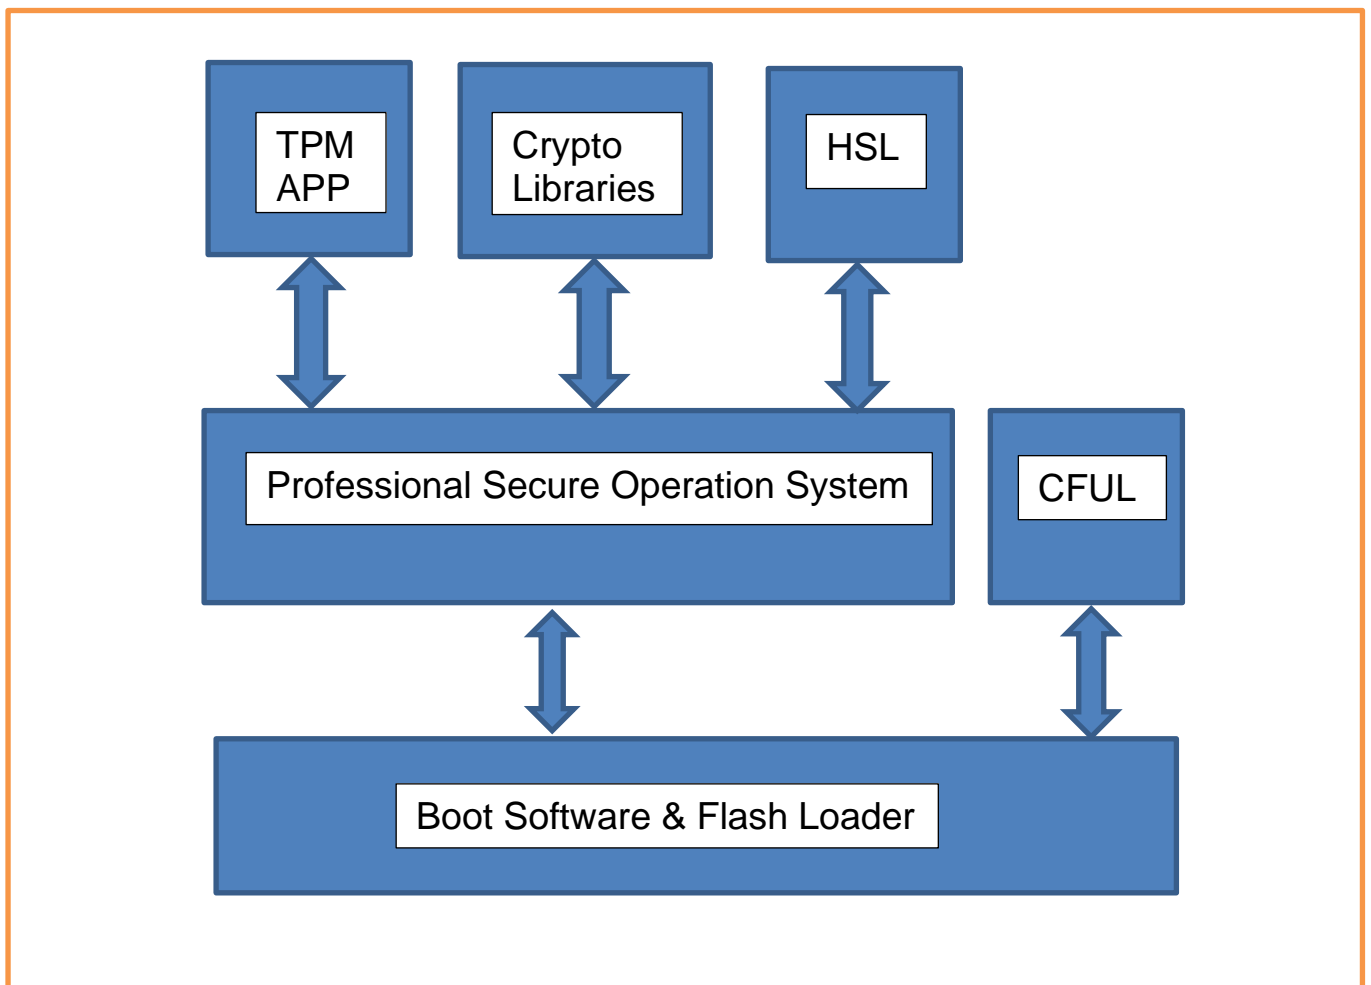 TPM
APP
Crypto
Libraries
HSL
Professional Secure Operation System
CFUL
Boot Software & Flash Loader